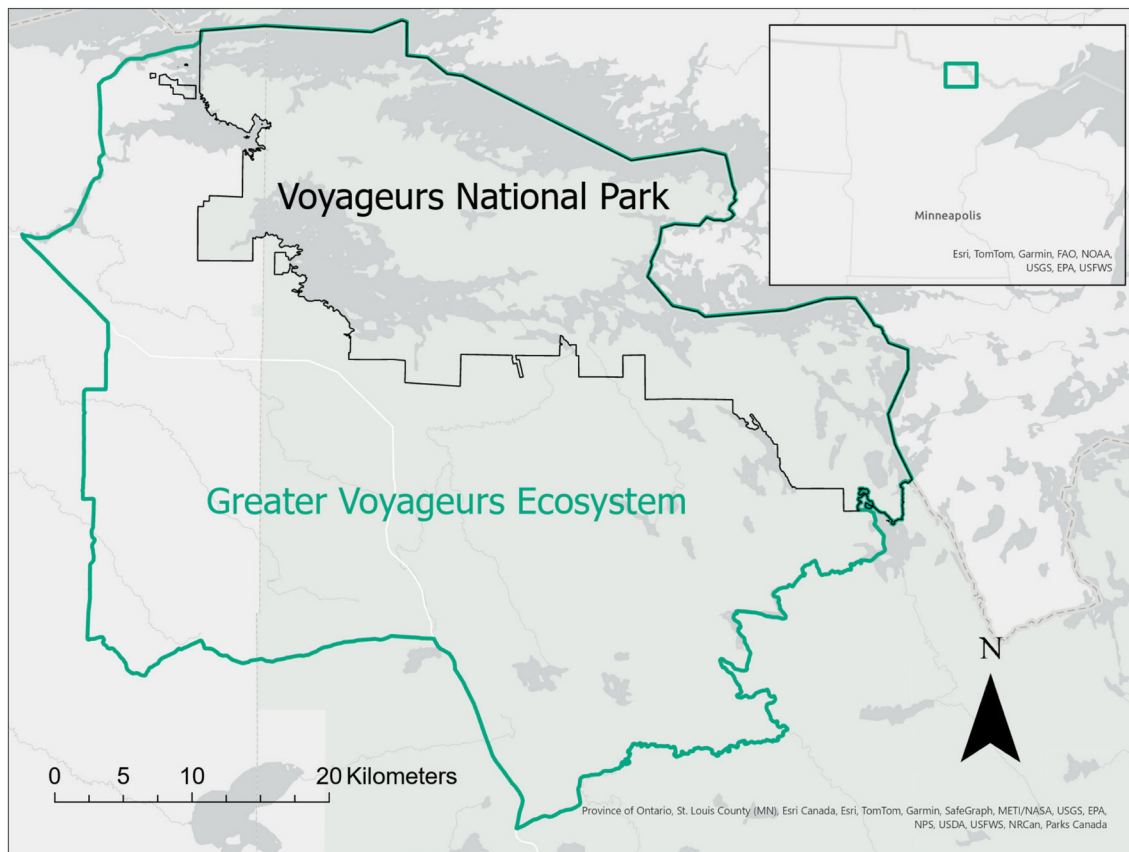 Voyageurs National Park
Minneapolis
Esri, TomTom, Garmin, FAO, NOAA,
USGS, EPA, USFWS
Greater Voyageurs Ecosystem
N
0 5 10 20 Kilometers
Province of Ontario, St. Louis County (MN), Esri Canada, Esri, TomTom, Garmin, SafeGraph, METI/NASA, USGS, EPA,
NPS, USDA, USFWS, NRCan, Parks Canada